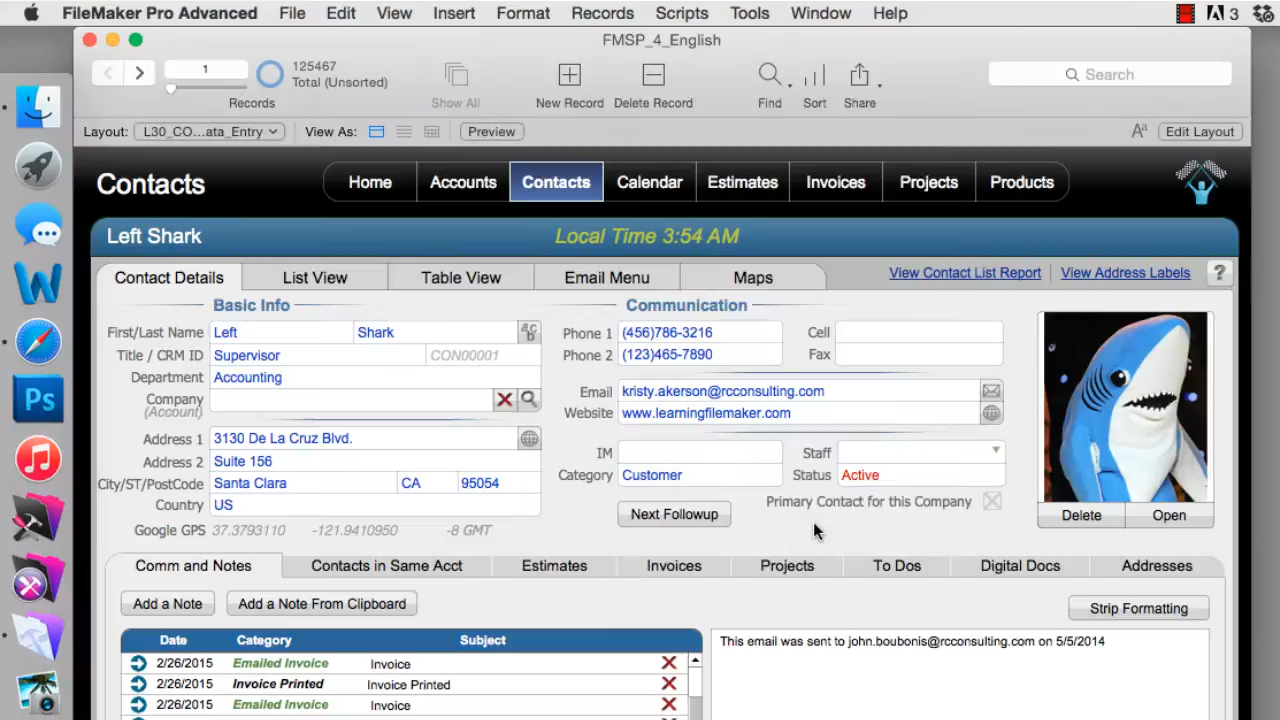 FileMaker Pro Advanced File Edit View Insert Format Records Scripts Tools Window Help 3
FMSP_4_English
1 125467 Total (Unsorted)
Records Show All New Record Delete Record Find Sort Share Search
Layout: L30_CO...ata_Entry View As: Preview Aa Edit Layout
Contacts Home Accounts Contacts Calendar Estimates Invoices Projects Products
Left Shark Local Time 3:54 AM
Contact Details List View Table View Email Menu Maps View Contact List Report View Address Labels ?
Basic Info Communication
First/Last Name Left Shark Phone 1 (456)786-3216 Cell
Title / CRM ID Supervisor CON00001 Phone 2 (123)465-7890 Fax
Department Accounting
Company (Account) Email kristy.akerson@rcconsulting.com
Website www.learningfilemaker.com
Address 1 3130 De La Cruz Blvd.
Address 2 Suite 156 IM Staff
City/ST/PostCode Santa Clara CA 95054 Category Customer Status Active
Country US Primary Contact for this Company
Google GPS 37.3793110 -121.9410950 -8 GMT Next Followup Delete Open
Comm and Notes Contacts in Same Acct Estimates Invoices Projects To Dos Digital Docs Addresses
Add a Note Add a Note From Clipboard Strip Formatting
Date Category Subject This email was sent to john.boubonis@rcconsulting.com on 5/5/2014
2/26/2015 Emailed Invoice Invoice
2/26/2015 Invoice Printed Invoice Printed
2/26/2015 Emailed Invoice Invoice